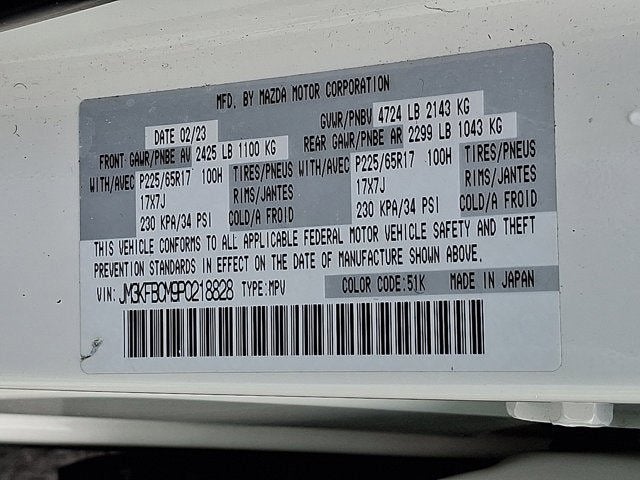 MFD. BY MAZDA MOTOR CORPORATION
DATE 02/23 GVWR/PNBV 4724 LB 2143 KG
FRONT GAWR/PNBE AV 2425 LB 1100 KG REAR GAWR/PNBE AR 2299 LB 1043 KG
WITH/AVEC P225/65R17 100H TIRES/PNEUS WITH/AVEC P225/65R17 100H TIRES/PNEUS
17X7J RIMS/JANTES 17X7J RIMS/JANTES
230 KPA/34 PSI COLD/A FROID 230 KPA/34 PSI COLD/A FROID
THIS VEHICLE CONFORMS TO ALL APPLICABLE FEDERAL MOTOR VEHICLE SAFETY AND THEFT
PREVENTION STANDARDS IN EFFECT ON THE DATE OF MANUFACTURE SHOWN ABOVE.
VIN: JM3KFBCM9P0218828 TYPE: MPV COLOR CODE: 51K MADE IN JAPAN